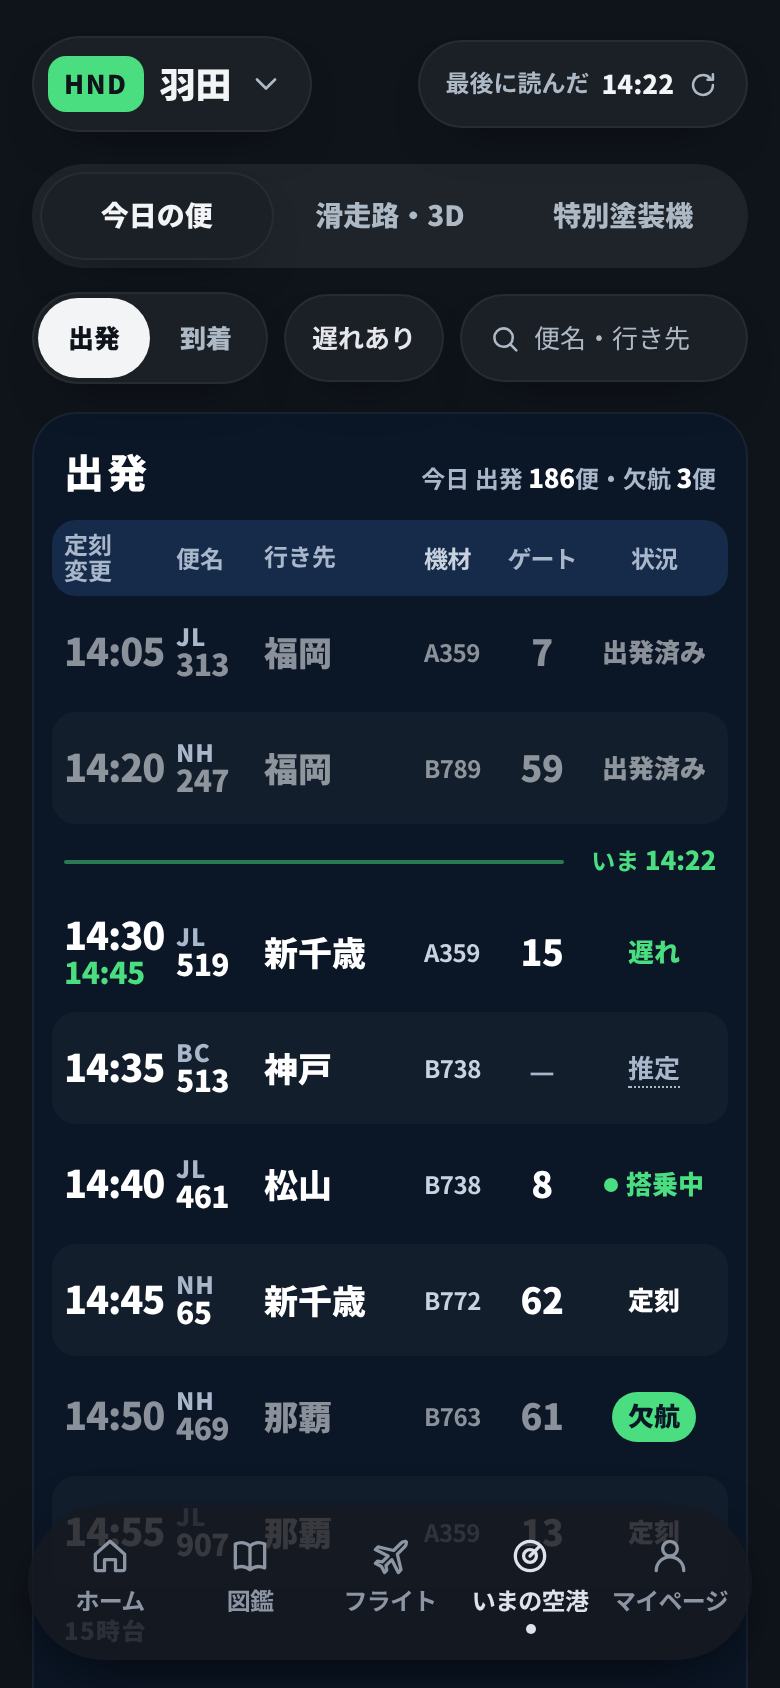 HND 羽田
最後に読んだ 14:22
今日の便 滑走路・3D 特別塗装機
出発 到着 遅れあり 便名・行き先
出発
今日 出発 186便・欠航 3便
定刻 変更 便名 行き先 機材 ゲート 状況
14:05 JL 313 福岡 A359 7 出発済み
14:20 NH 247 福岡 B789 59 出発済み
いま 14:22
14:30 14:45 JL 519 新千歳 A359 15 遅れ
14:35 BC 513 神戸 B738 — 推定
14:40 JL 461 松山 B738 8 搭乗中
14:45 NH 65 新千歳 B772 62 定刻
14:50 NH 469 那覇 B763 61 欠航
14:55 JL 907 那覇 A359 13 定刻
ホーム 図鑑 フライト いまの空港 マイページ
15時台